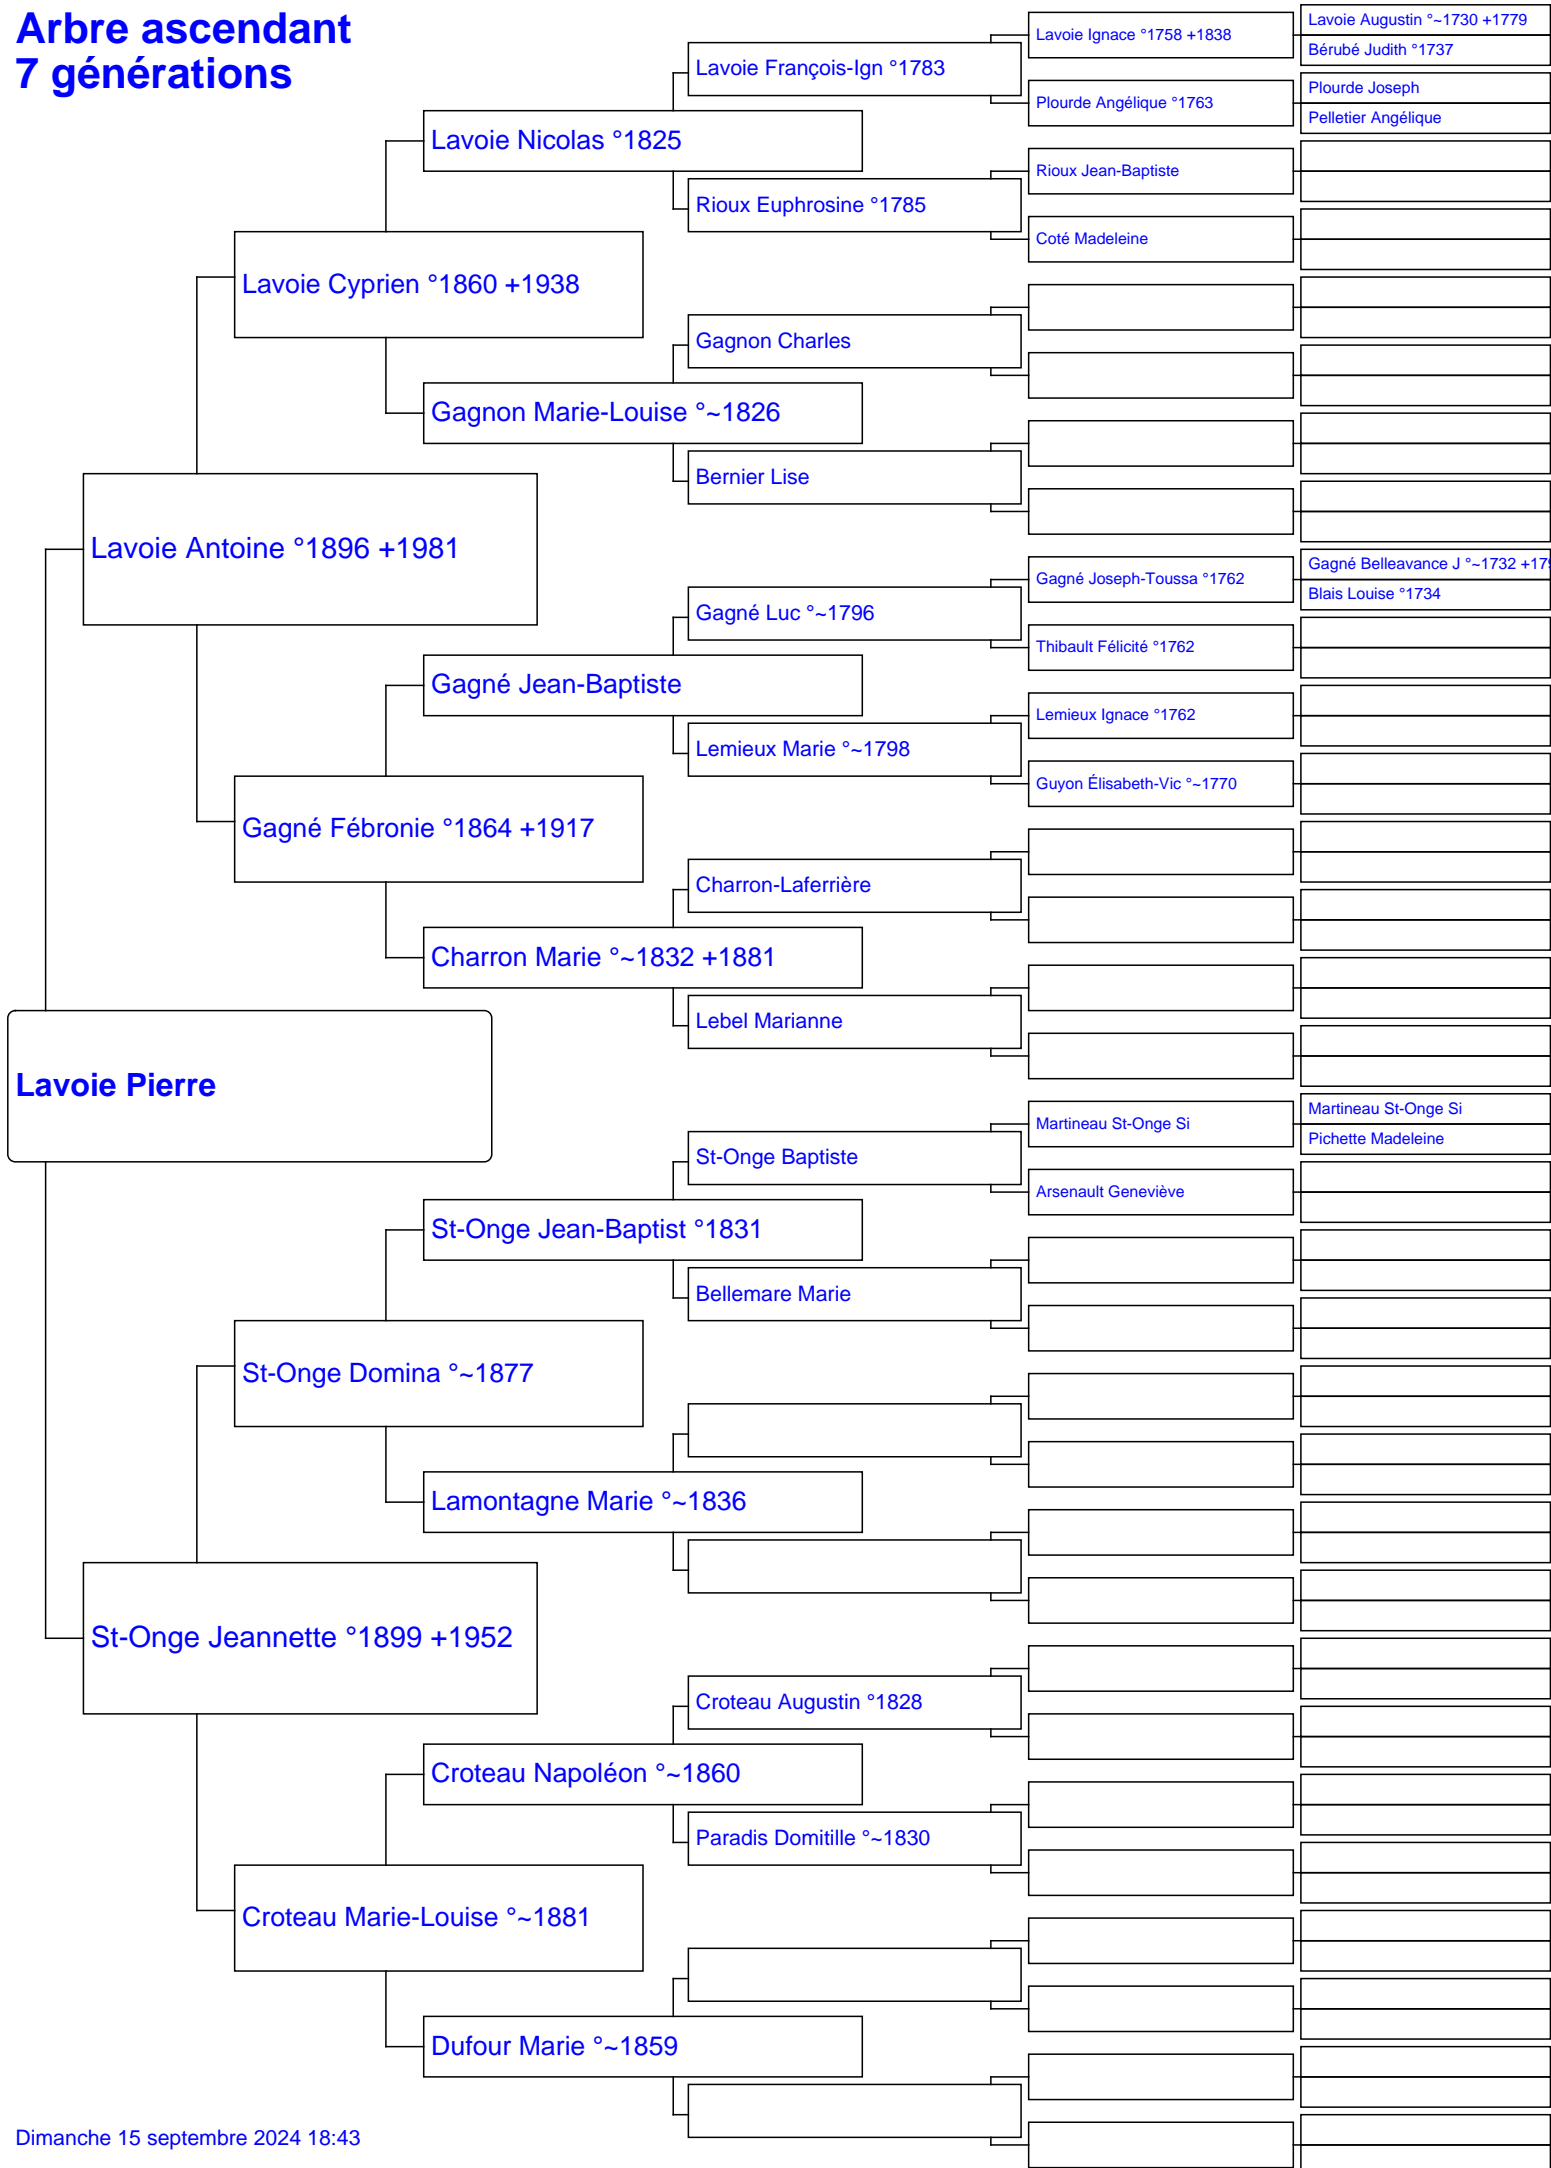 Arbre ascendant
7 générations
Lavoie Augustin °~1730 +1779
Lavoie Ignace °1758 +1838
Bérubé Judith °1737
Lavoie François-Ign °1783
Plourde Joseph
Plourde Angélique °1763
Pelletier Angélique
Lavoie Nicolas °1825
Rioux Jean-Baptiste
Rioux Euphrosine °1785
Coté Madeleine
Lavoie Cyprien °1860 +1938
Gagnon Charles
Gagnon Marie-Louise °~1826
Bernier Lise
Lavoie Antoine °1896 +1981
Gagné Belleavance J °~1732 +17
Gagné Joseph-Toussa °1762
Blais Louise °1734
Gagné Luc °~1796
Thibault Félicité °1762
Gagné Jean-Baptiste
Lemieux Ignace °1762
Lemieux Marie °~1798
Guyon Élisabeth-Vic °~1770
Gagné Fébronie °1864 +1917
Charron-Laferrière
Charron Marie °~1832 +1881
Lebel Marianne
Lavoie Pierre
Martineau St-Onge Si
Martineau St-Onge Si
Pichette Madeleine
St-Onge Baptiste
Arsenault Geneviève
St-Onge Jean-Baptist °1831
Bellemare Marie
St-Onge Domina °~1877
Lamontagne Marie °~1836
St-Onge Jeannette °1899 +1952
Croteau Augustin °1828
Croteau Napoléon °~1860
Paradis Domitille °~1830
Croteau Marie-Louise °~1881
Dufour Marie °~1859
Dimanche 15 septembre 2024 18:43